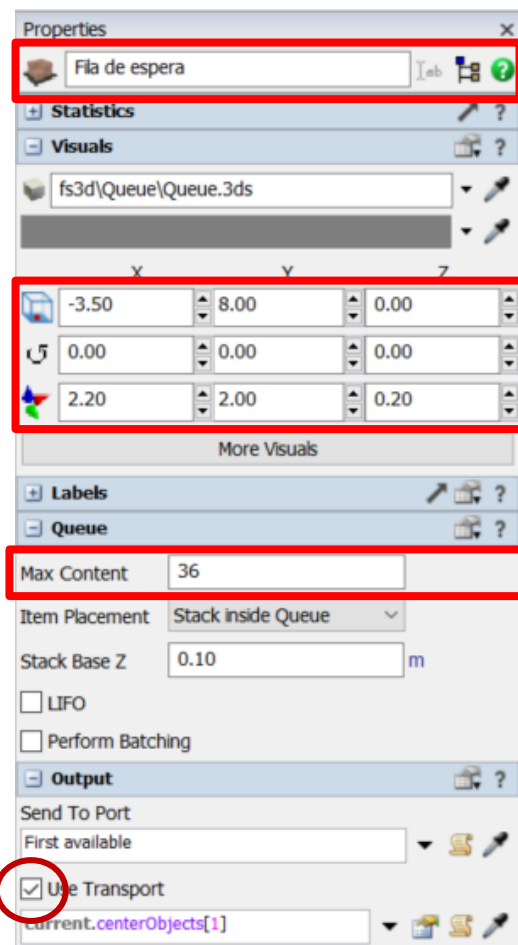 Properties
Fila de espera
Statistics
Visuals
fs3d\Queue\Queue.3ds
X Y Z
-3.50 8.00 0.00
0.00 0.00 0.00
2.20 2.00 0.20
More Visuals
Labels
Queue
Max Content 36
Item Placement Stack inside Queue
Stack Base Z 0.10 m
LIFO
Perform Batching
Output
Send To Port
First available
Use Transport
current.centerObjects[1]